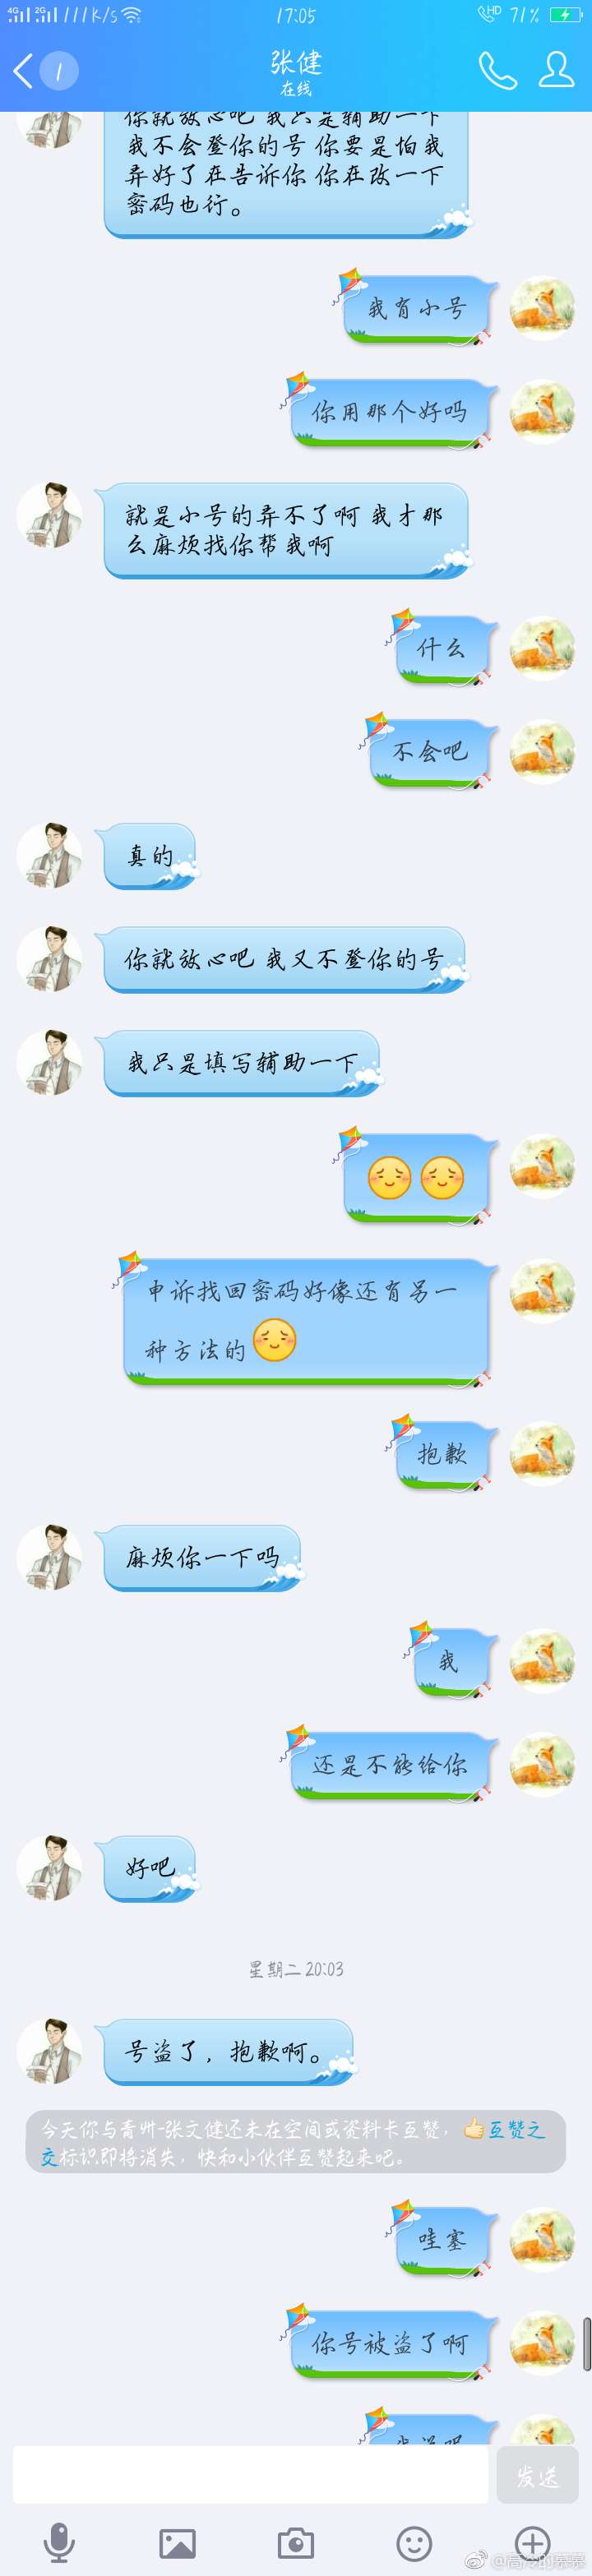 4G 2G 111K/s 17:05 HD 71%
1
张健
在线
你就放心吧 我只是辅助一下
我不会登你的号 你要是怕我
弄好了在告诉你 你在改一下
密码也行。
我有小号
你用那个好吗
就是小号的弄不了啊 我才那
么麻烦找你帮我啊
什么
不会吧
真的
你就放心吧 我又不登你的号
我只是填写辅助一下
申诉找回密码好像还有另一
种方法的
抱歉
麻烦你一下吗
我
还是不能给你
好吧
星期二 20:03
号盗了，抱歉啊。
今天你与青州-张文健还未在空间或资料卡互赞，互赞之
交标识即将消失，快和小伙伴互赞起来吧。
哇塞
你号被盗了啊
发送